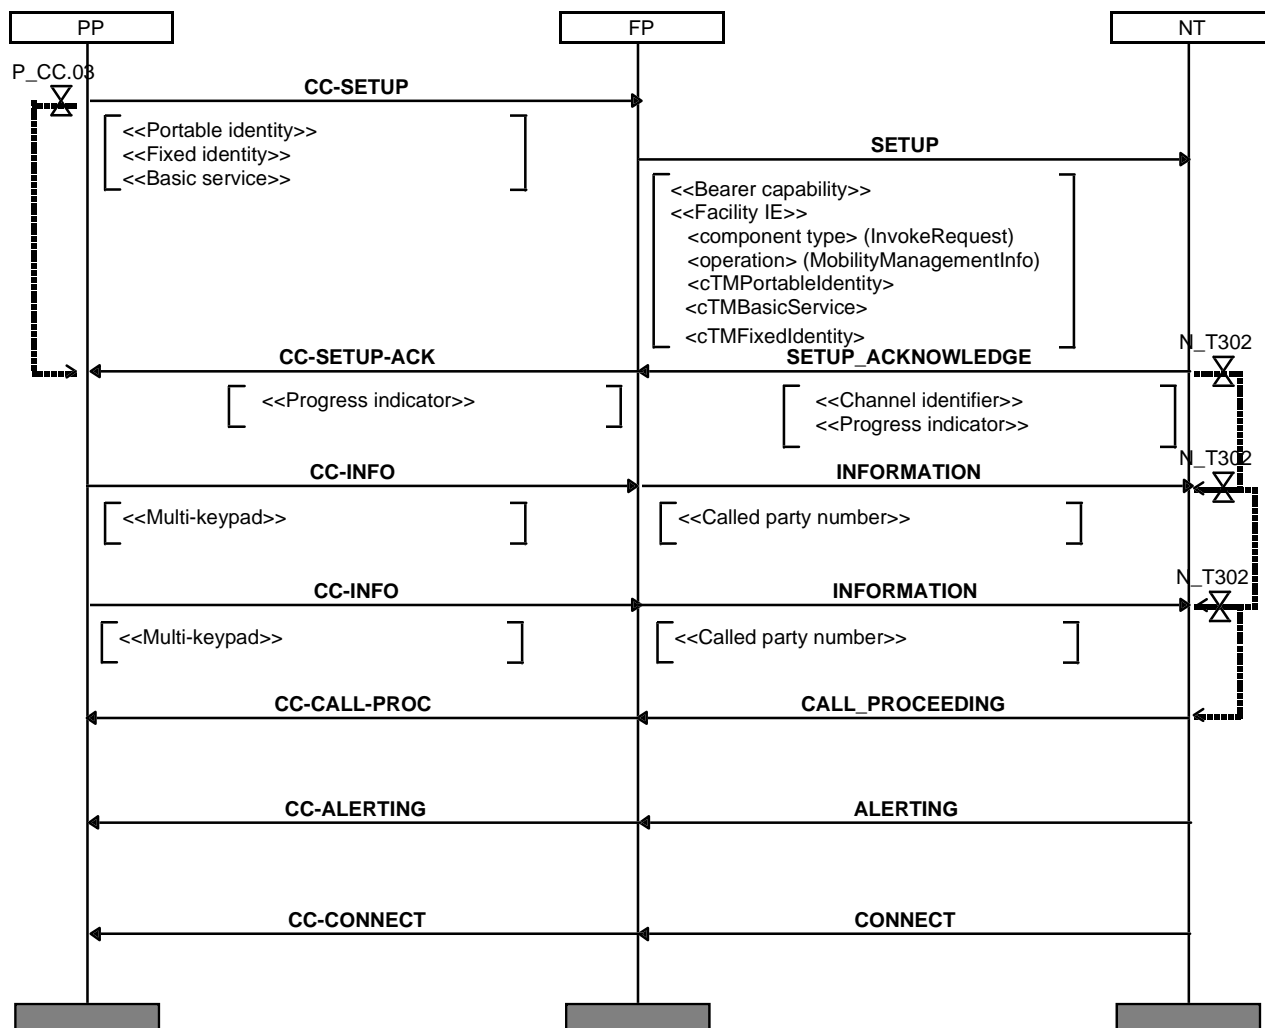 PP
FP
NT
P_CC.03
CC-SETUP
<<Portable identity>>
<<Fixed identity>>
<<Basic service>>
SETUP
<<Bearer capability>>
<<Facility IE>>
<component type> (InvokeRequest)
<operation> (MobilityManagementInfo)
<cTMPortableIdentity>
<cTMBasicService>
<cTMFixedIdentity>
CC-SETUP-ACK
SETUP_ACKNOWLEDGE
N_T302
<<Progress indicator>>
<<Channel identifier>>
<<Progress indicator>>
CC-INFO
INFORMATION
N_T302
<<Multi-keypad>>
<<Called party number>>
CC-INFO
INFORMATION
N_T302
<<Multi-keypad>>
<<Called party number>>
CC-CALL-PROC
CALL_PROCEEDING
CC-ALERTING
ALERTING
CC-CONNECT
CONNECT